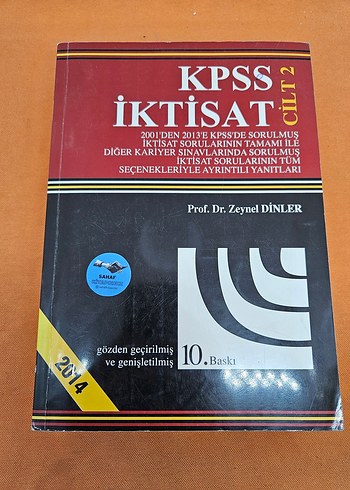 KPSS
İKTİSAT
CİLT 2
2001'DEN 2013'E KPSS'DE SORULMUŞ
İKTİSAT SORULARININ TAMAMI İLE
DİĞER KARİYER SINAVLARINDA SORULMUŞ
İKTİSAT SORULARININ TÜM
SEÇENEKLERİYLE AYRINTILI YANITLARI
Prof. Dr. Zeynel DİNLER
SAHAF
gözden geçirilmiş
ve genişletilmiş
10. Baskı
2014